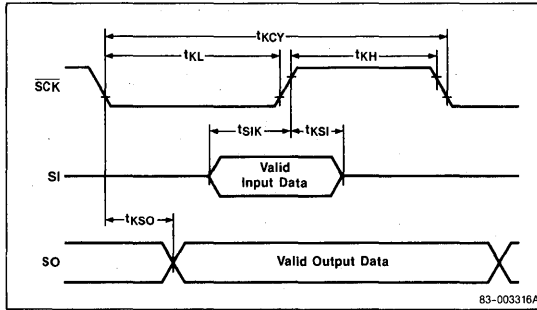 tKCY
tKL
tKH
SCK
tSIK
tKSI
SI
Valid
Input Data
tKSO
SO
Valid Output Data
83-003316A